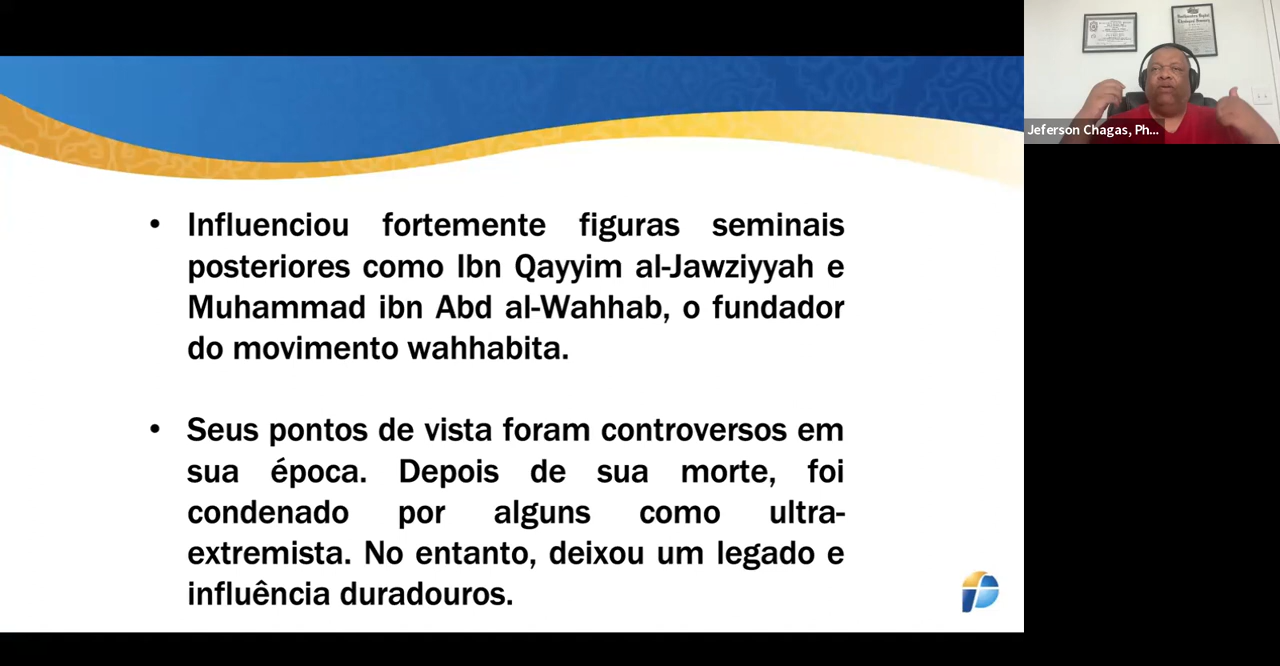 • Influenciou fortemente figuras seminais
posteriores como Ibn Qayyim al-Jawziyyah e
Muhammad ibn Abd al-Wahhab, o fundador
do movimento wahhabita.
• Seus pontos de vista foram controversos em
sua época. Depois de sua morte, foi
condenado por alguns como ultra-
extremista. No entanto, deixou um legado e
influência duradouros.
Jeferson Chagas, Ph...